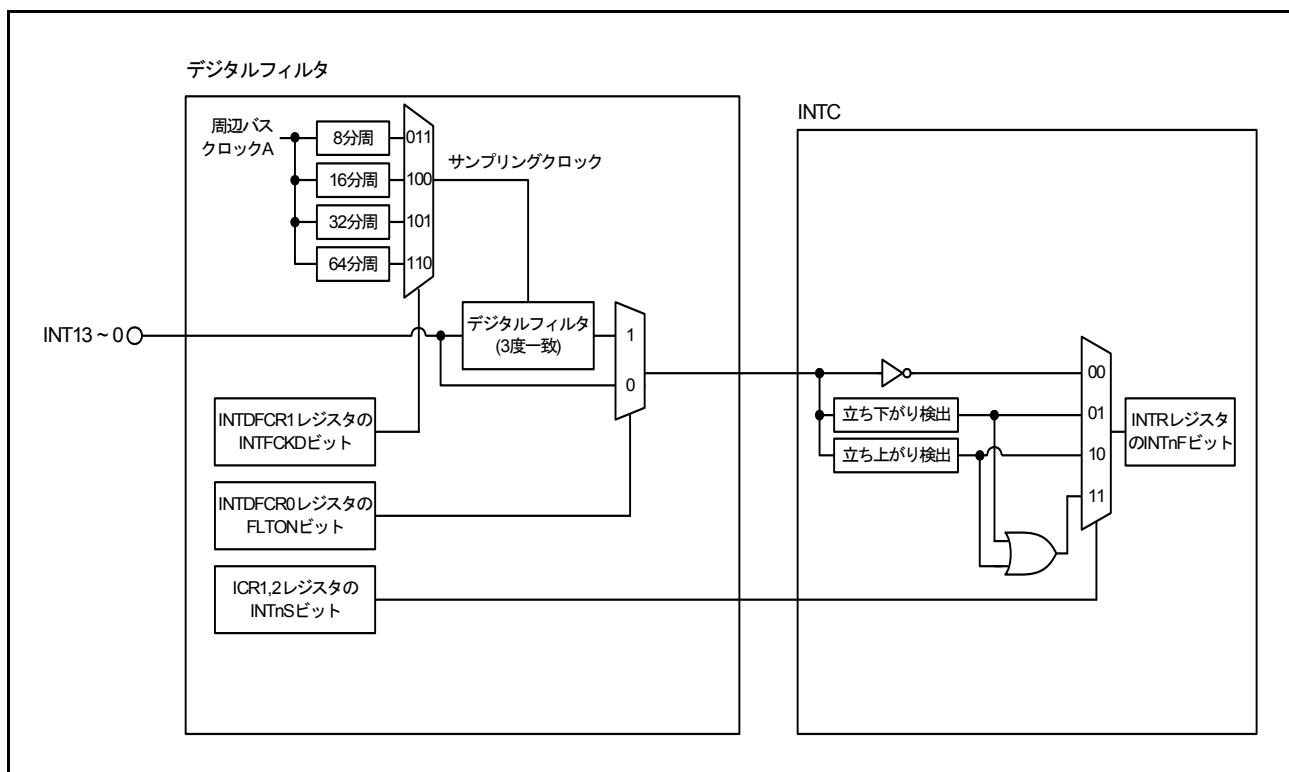 デジタルフィルタ
周辺バス
クロックA
8分周
011
16分周
100
32分周
101
64分周
110
サンプリングクロック
INT13 ~ 0
デジタルフィルタ
(3度一致)
1
0
INTDFCR1レジスタの
INTFCKDビット
INTDFCR0レジスタの
FLTONビット
ICR1,2レジスタの
INTnSビット
INTC
00
立ち下がり検出
01
立ち上がり検出
10
11
INTRレジスタ
のINTnFビット